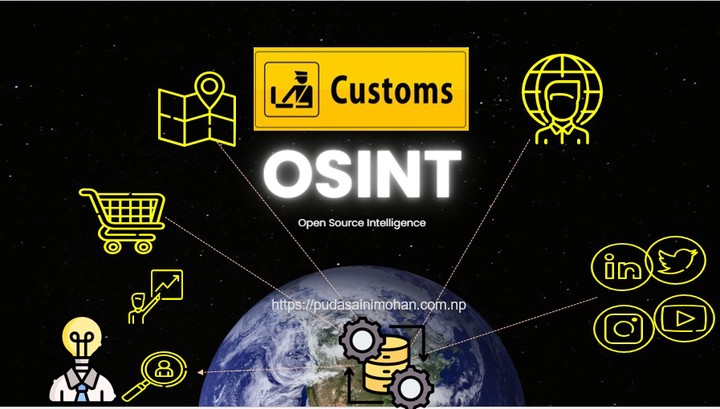 Customs
OSINT
Open Source Intelligence
https://pudasainimohan.com.np
in